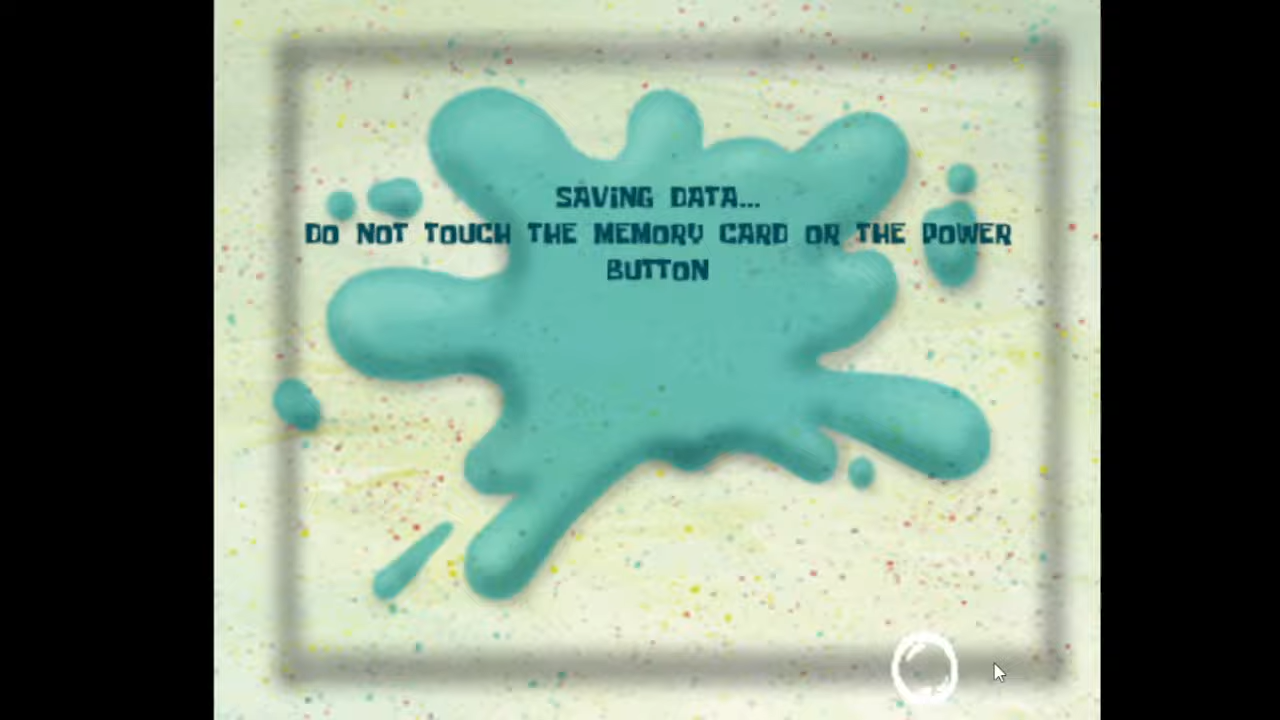 SAVING DATA...
DO NOT TOUCH THE MEMORY CARD OR THE POWER
BUTTON